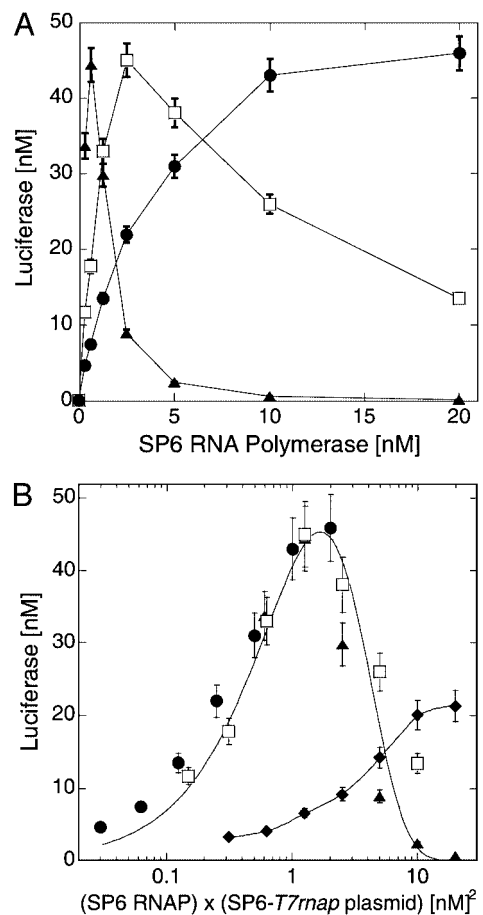 A
Luciferase [nM]
50
40
30
20
10
0
0 5 10 15 20
SP6 RNA Polymerase [nM]
B
Luciferase [nM]
50
40
30
20
10
0
0.1 1 10
(SP6 RNAP) x (SP6-T7rnap plasmid) [nM]²